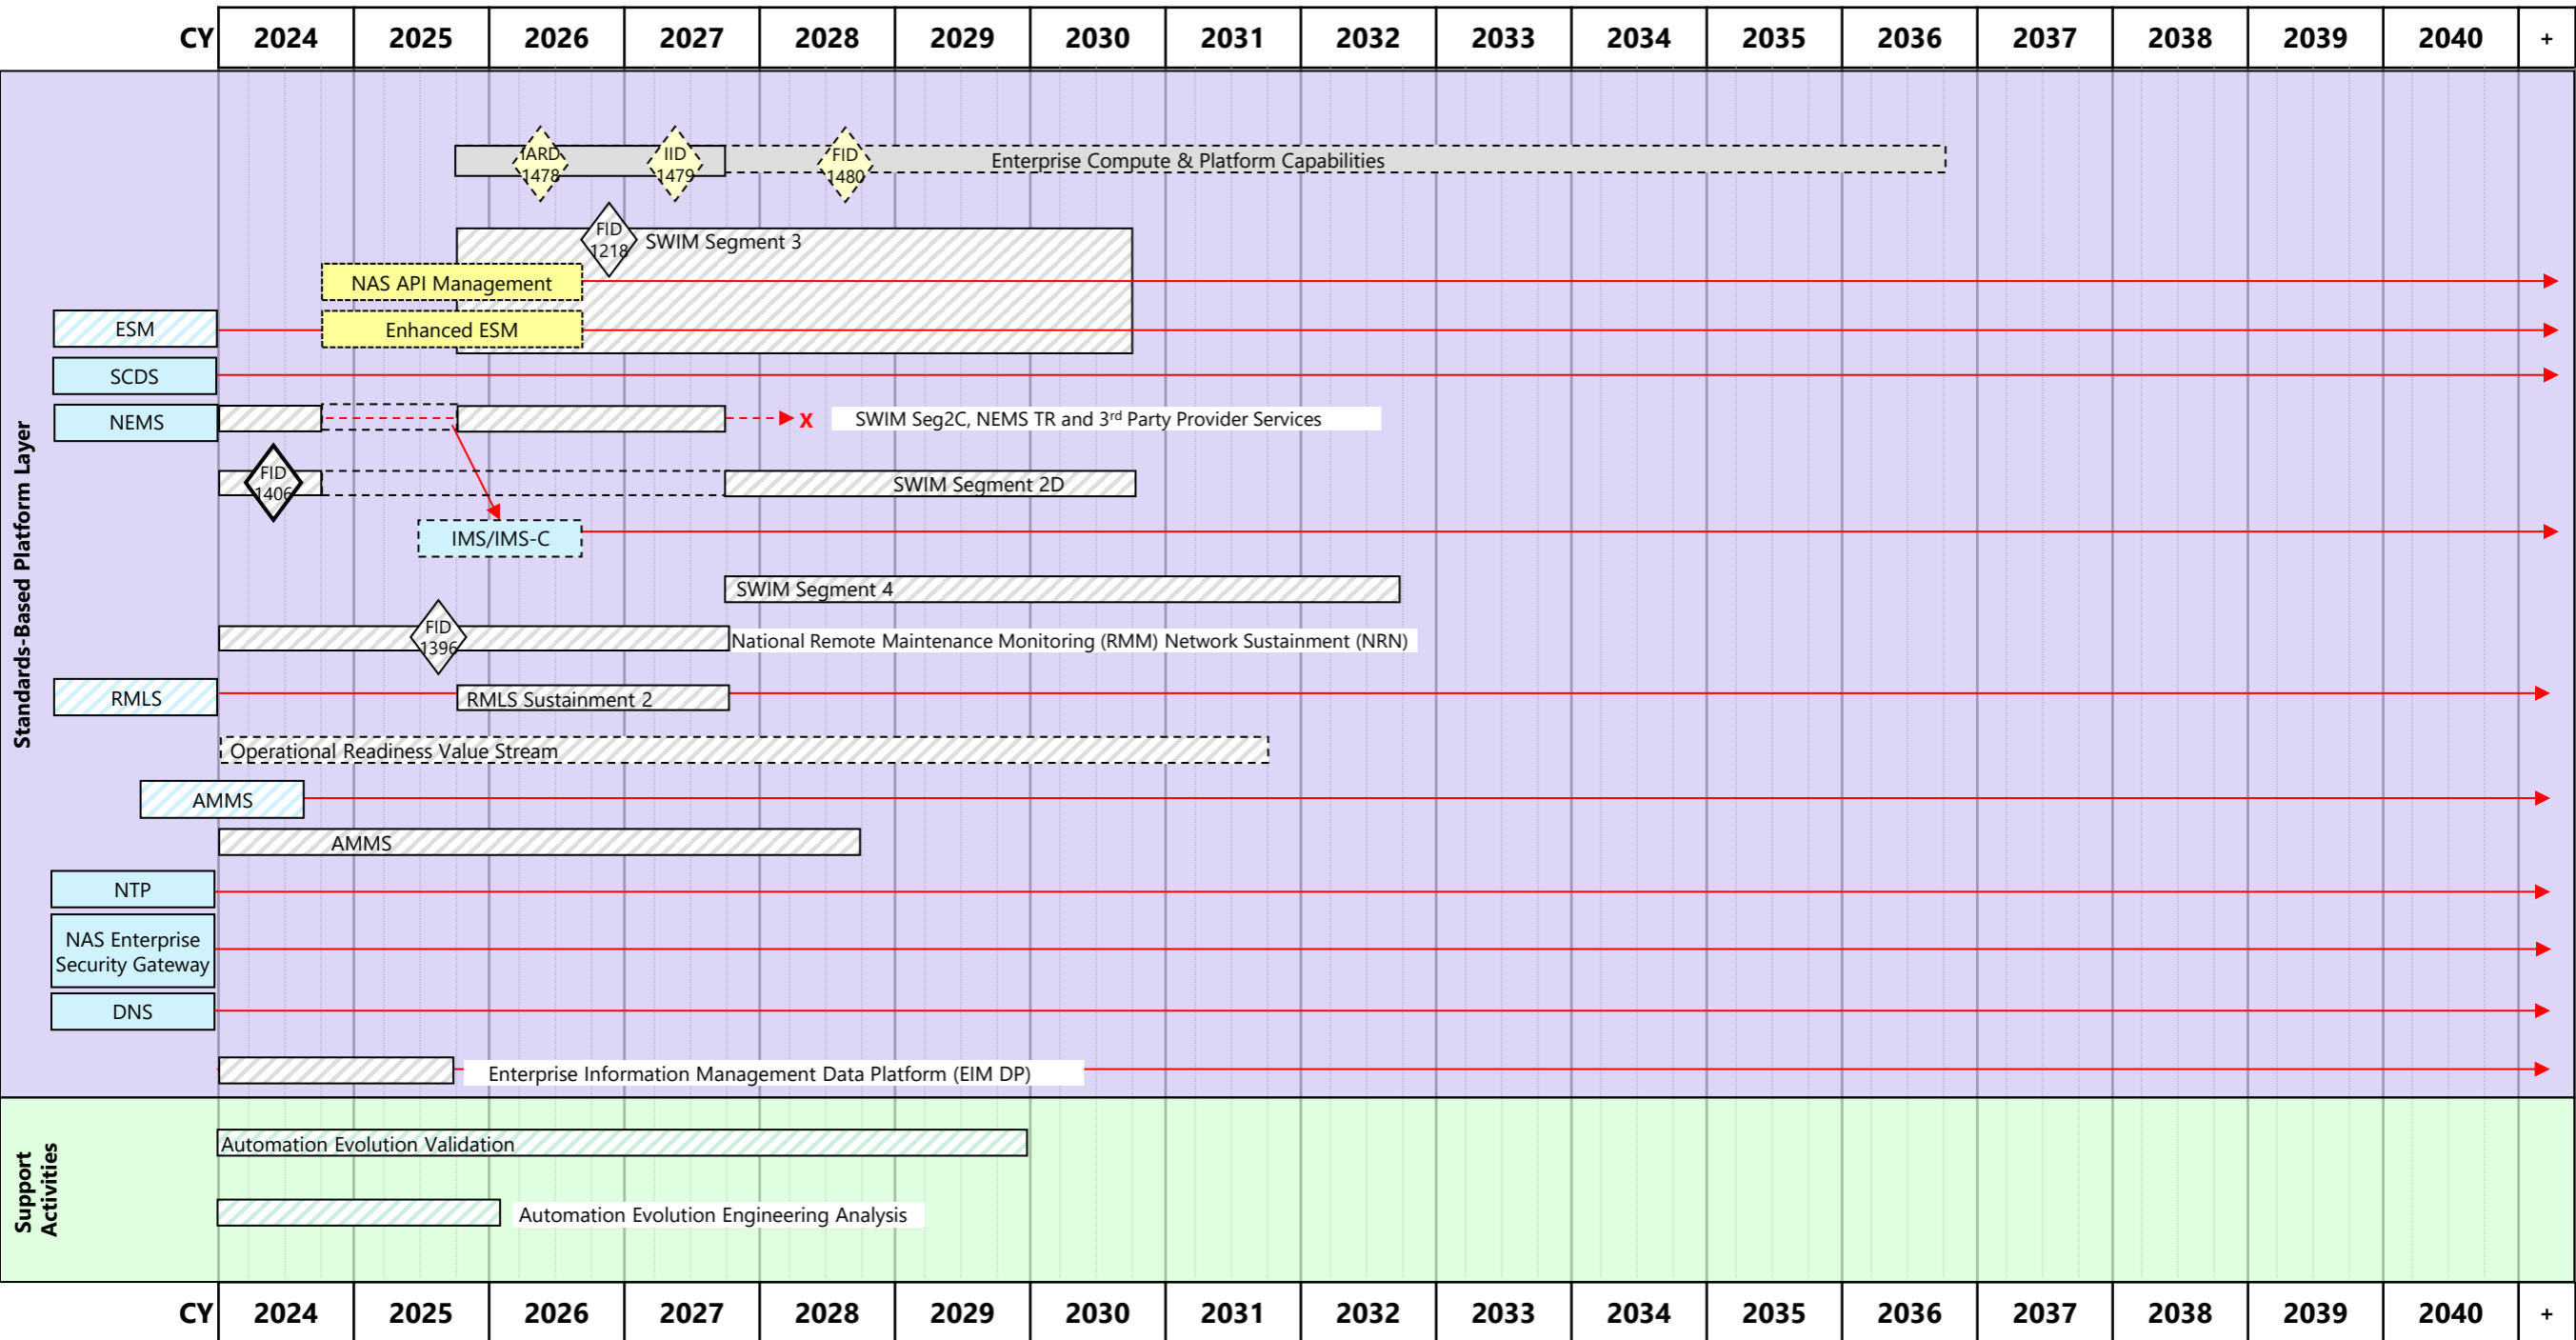 CY 2024 2025 2026 2027 2028 2029 2030 2031 2032 2033 2034 2035 2036 2037 2038 2039 2040 +
Standards-Based Platform Layer
IARD
1478
IID
1479
FID
1480
Enterprise Compute & Platform Capabilities
FID
1218
SWIM Segment 3
NAS API Management
ESM
Enhanced ESM
SCDS
NEMS
X
SWIM Seg2C, NEMS TR and 3rd Party Provider Services
FID
1406
SWIM Segment 2D
IMS/IMS-C
SWIM Segment 4
FID
1396
National Remote Maintenance Monitoring (RMM) Network Sustainment (NRN)
RMLS
RMLS Sustainment 2
Operational Readiness Value Stream
AMMS
AMMS
NTP
NAS Enterprise
Security Gateway
DNS
Enterprise Information Management Data Platform (EIM DP)
Support
Activities
Automation Evolution Validation
Automation Evolution Engineering Analysis
CY 2024 2025 2026 2027 2028 2029 2030 2031 2032 2033 2034 2035 2036 2037 2038 2039 2040 +